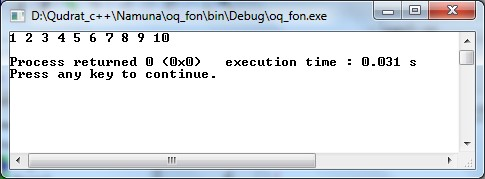 D:\Qudrat_c++\Namuna\oq_fon\bin\Debug\oq_fon.exe
1 2 3 4 5 6 7 8 9 10
Process returned 0 (0x0)   execution time : 0.031 s
Press any key to continue.